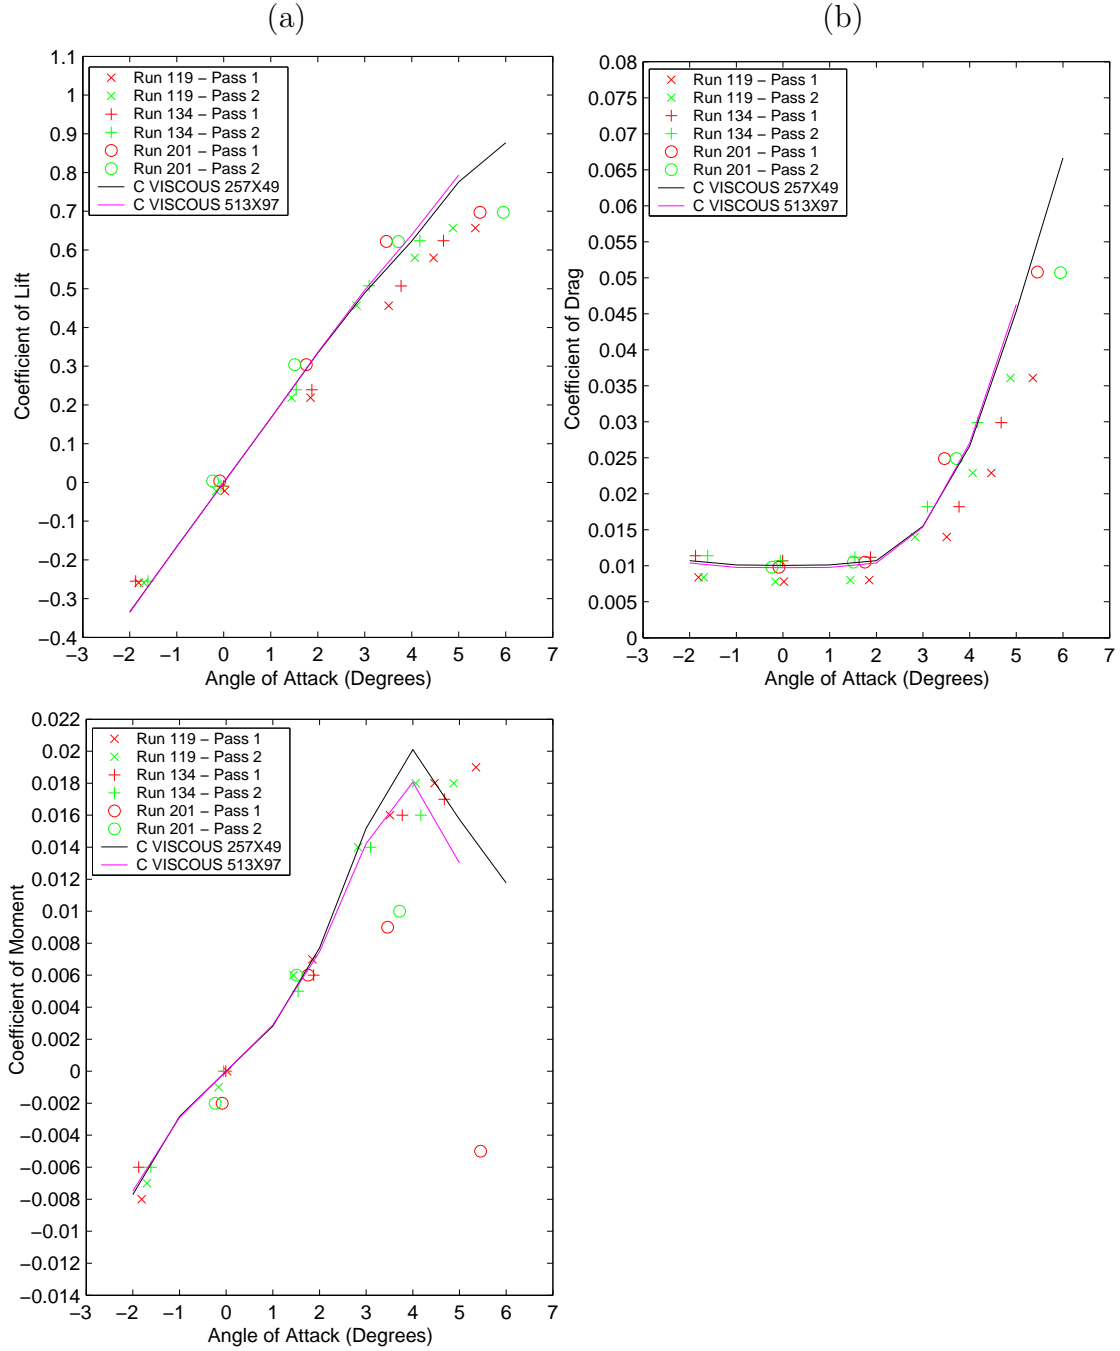 (a)
1.1
1
0.9
0.8
0.7
0.6
0.5
0.4
0.3
0.2
0.1
0
−0.1
−0.2
−0.3
−0.4
−3 −2 −1 0 1 2 3 4 5 6 7
Coefficient of Lift
Angle of Attack (Degrees)
Run 119 − Pass 1
Run 119 − Pass 2
Run 134 − Pass 1
Run 134 − Pass 2
Run 201 − Pass 1
Run 201 − Pass 2
C VISCOUS 257X49
C VISCOUS 513X97
(b)
0.08
0.075
0.07
0.065
0.06
0.055
0.05
0.045
0.04
0.035
0.03
0.025
0.02
0.015
0.01
0.005
0
−3 −2 −1 0 1 2 3 4 5 6 7
Coefficient of Drag
Angle of Attack (Degrees)
Run 119 − Pass 1
Run 119 − Pass 2
Run 134 − Pass 1
Run 134 − Pass 2
Run 201 − Pass 1
Run 201 − Pass 2
C VISCOUS 257X49
C VISCOUS 513X97
0.022
0.02
0.018
0.016
0.014
0.012
0.01
0.008
0.006
0.004
0.002
0
−0.002
−0.004
−0.006
−0.008
−0.01
−0.012
−0.014
−3 −2 −1 0 1 2 3 4 5 6 7
Coefficient of Moment
Angle of Attack (Degrees)
Run 119 − Pass 1
Run 119 − Pass 2
Run 134 − Pass 1
Run 134 − Pass 2
Run 201 − Pass 1
Run 201 − Pass 2
C VISCOUS 257X49
C VISCOUS 513X97